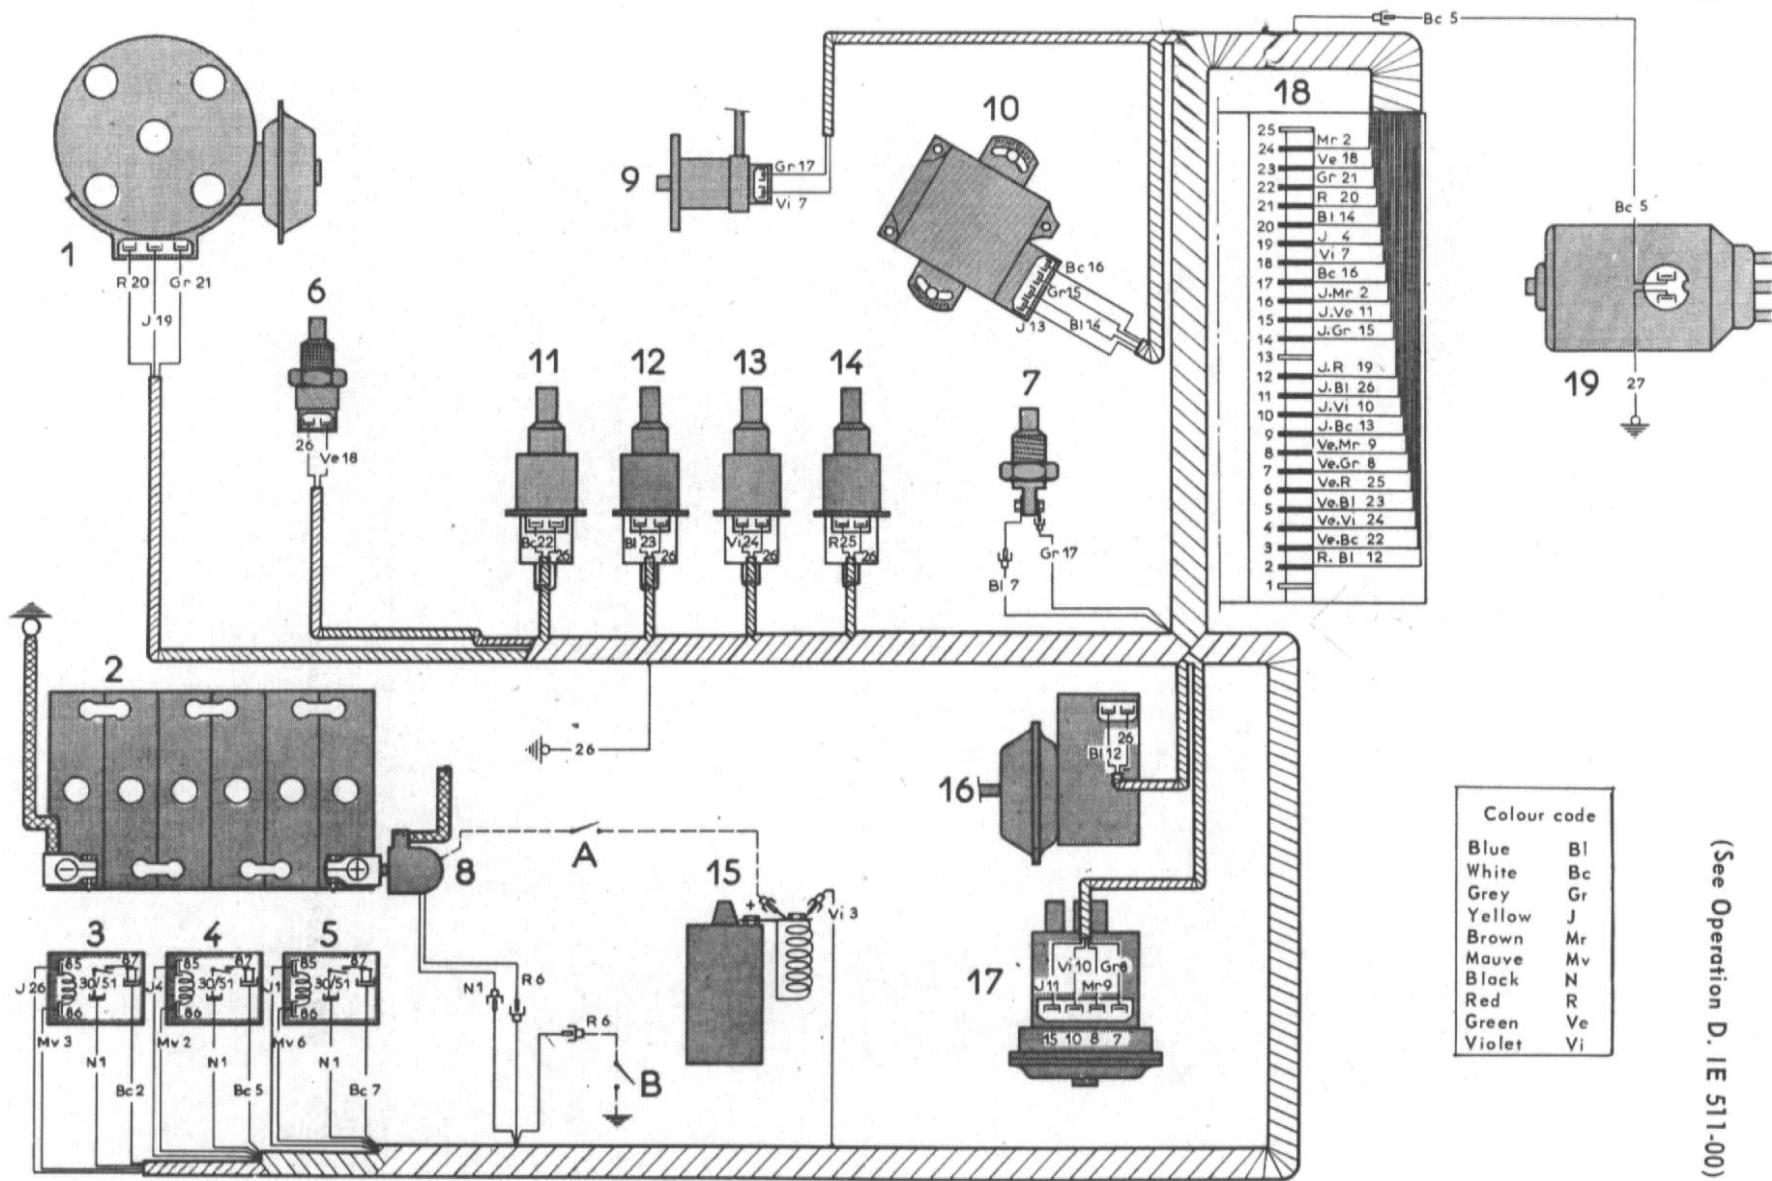 Bc 5
18
10
9
Gr 17
Vi 7
Bc 16
Gr 15
Bl 14
J 13
25
24
23
22
21
20
19
18
17
16
15
14
13
12
11
10
9
8
7
6
5
4
3
2
1
Mr 2
Ve 18
Gr 21
R 20
Bl 14
J 4
Vi 7
Bc 16
J.Mr 2
J.Ve 11
J.Gr 15
J.R 19
J.Bl 26
J.Vi 10
J.Bc 13
Ve.Mr 9
Ve.Gr 8
Ve.R 25
Ve.Bl 23
Ve.Vi 24
Ve.Bc 22
R. Bl 12
Bc 5
19
27
1
R 20
Gr 21
J 19
6
26
Ve 18
11
12
13
14
Bc 22
26
Bl 23
26
Vi 24
26
R 25
26
7
Gr 17
Bl 7
2
26
8
A
15
+
Vi 3
16
26
Bl 12
17
J 11
Vi 10
Mr 9
Gr 8
15 10 8 7
3
4
5
85
87
30/51
86
85
87
30/51
86
85
87
30/51
86
J 26
J 4
J 1
Mv 3
Mv 2
Mv 6
N 1
N 1
N 1
Bc 2
Bc 5
Bc 7
N 1
R 6
R 6
B
Colour code
Blue Bl
White Bc
Grey Gr
Yellow J
Brown Mr
Mauve Mv
Black N
Red R
Green Ve
Violet Vi
(See Operation D. IE 511-00)